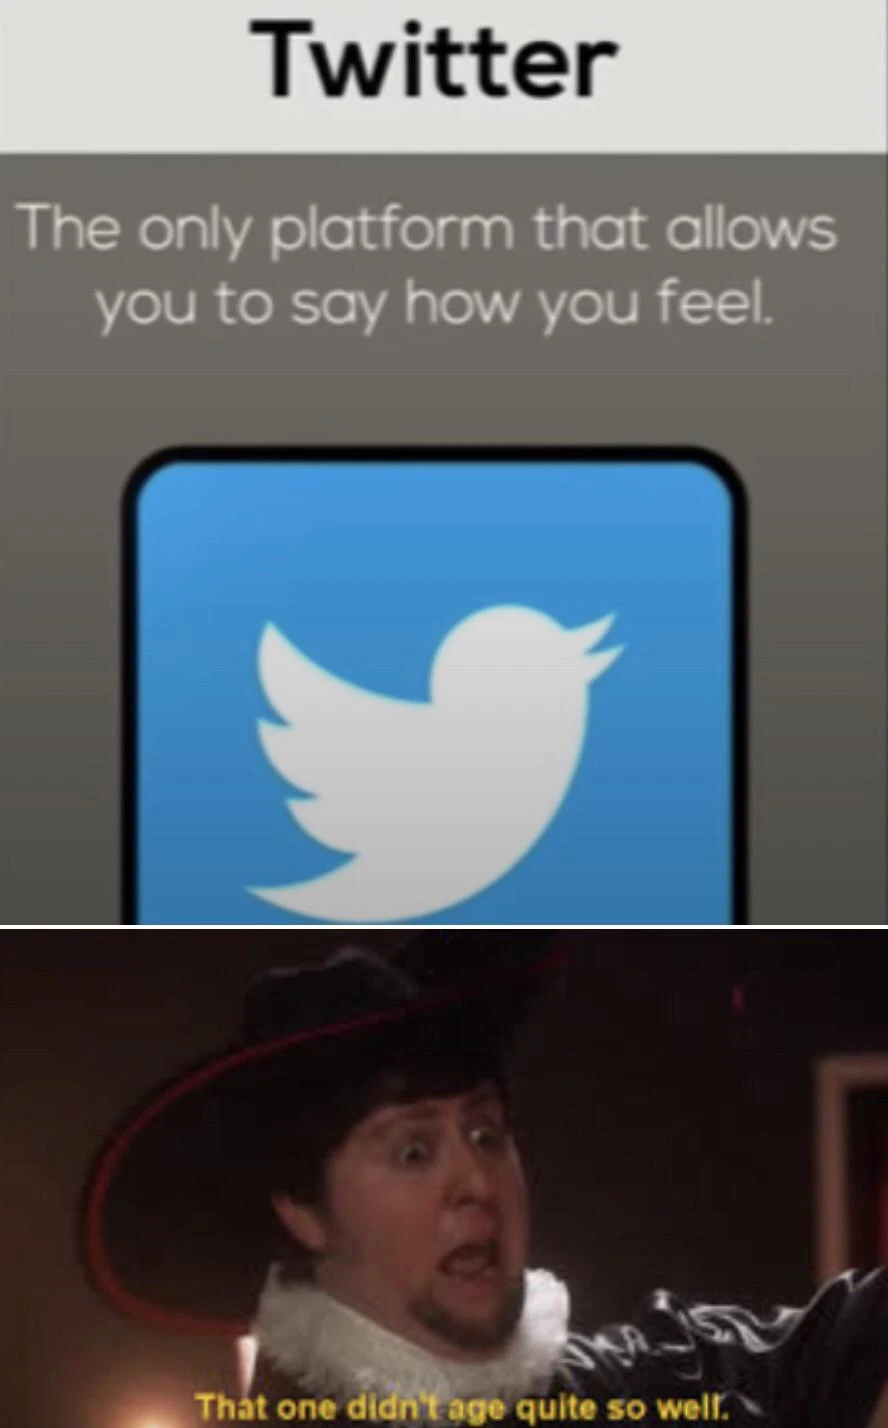 Twitter
The only platform that allows
you to say how you feel.
That one didn't age quite so well.